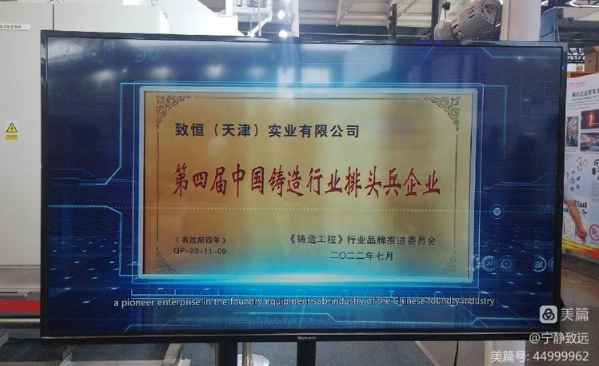 致恒（天津）实业有限公司
第四届中国铸造行业排头兵企业
（有效期四年）
QP-22-11-09
《铸造工程》行业品牌推进委员会
二〇二二年七月
a pioneer enterprise in the foundry equipment sub-industry of the Chinese foundry industry
Skyworth
美篇
@宁静致远
美篇号: 44999962